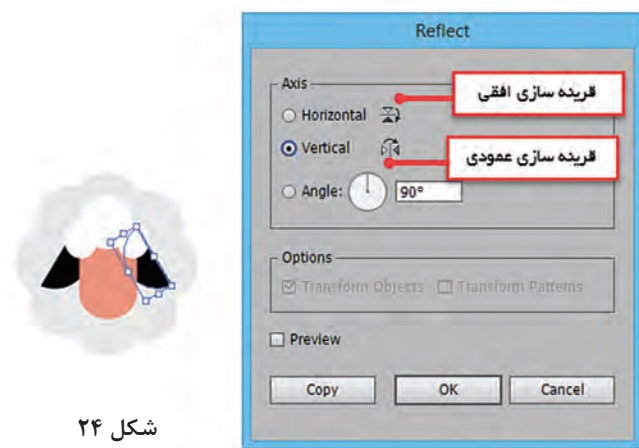 Reflect
Axis
قرینه سازی افقی
Horizontal
Vertical
قرینه سازی عمودی
Angle: 90°
Options
Transform Objects Transform Patterns
Preview
Copy OK Cancel
شکل ۲۴